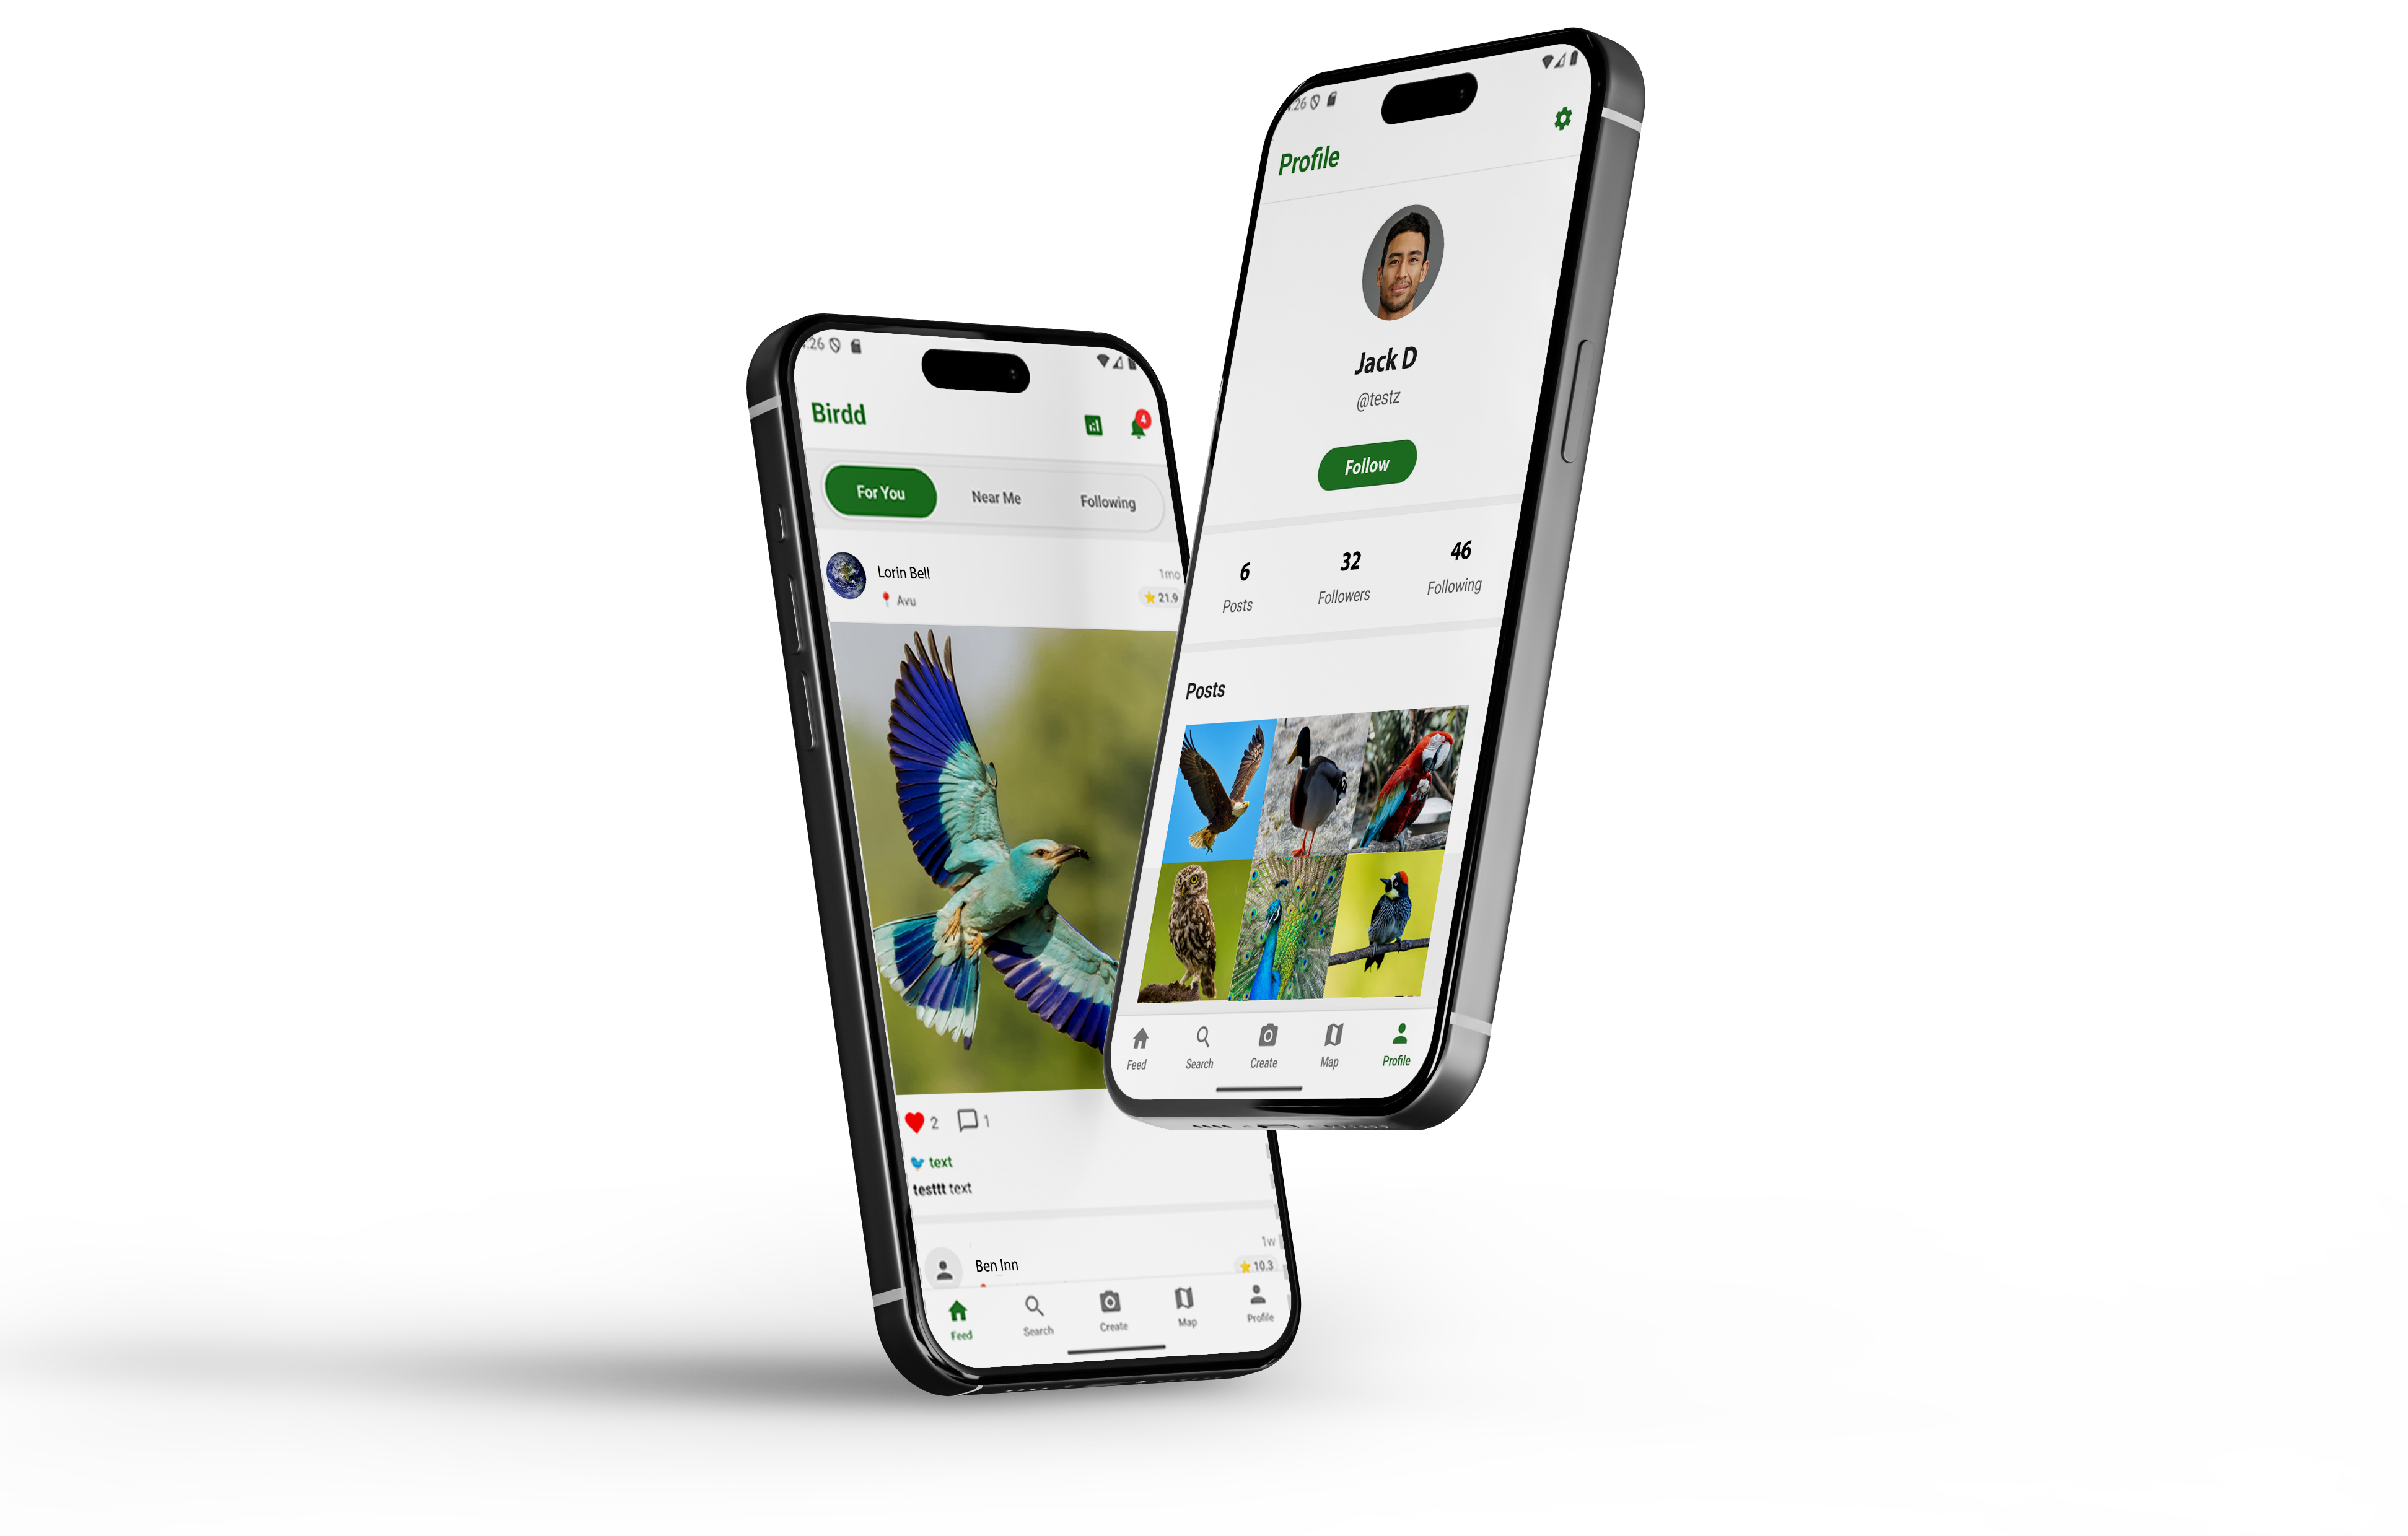 :26
Birdd
4
For You Near Me Following
Lorin Bell
1mo
Avu
21.9
2 1
text
testtt text
Ben Inn
1w
10.3
Feed Search Create Map Profile
:26
Profile
Jack D
@testz
Follow
6 32 46
Posts Followers Following
Posts
Feed Search Create Map Profile